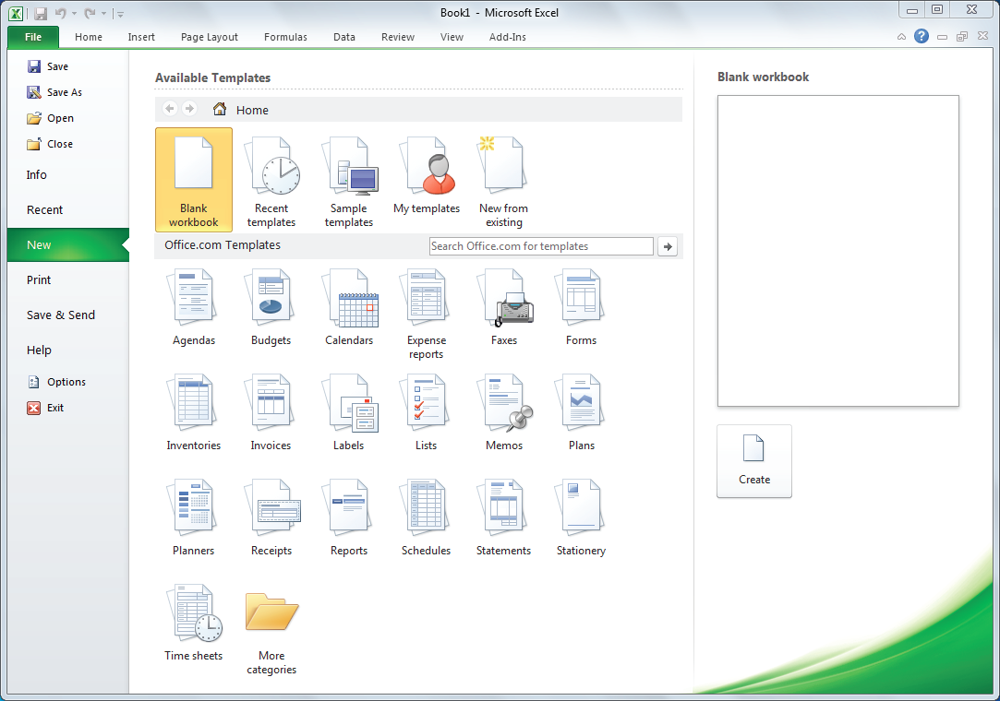 Book1 - Microsoft Excel
File Home Insert Page Layout Formulas Data Review View Add-Ins
Save
Save As
Open
Close
Info
Recent
New
Print
Save & Send
Help
Options
Exit
Available Templates
Home
Blank
workbook
Recent
templates
Sample
templates
My templates
New from
existing
Office.com Templates
Search Office.com for templates
Agendas
Budgets
Calendars
Expense
reports
Faxes
Forms
Inventories
Invoices
Labels
Lists
Memos
Plans
Planners
Receipts
Reports
Schedules
Statements
Stationery
Time sheets
More
categories
Blank workbook
Create